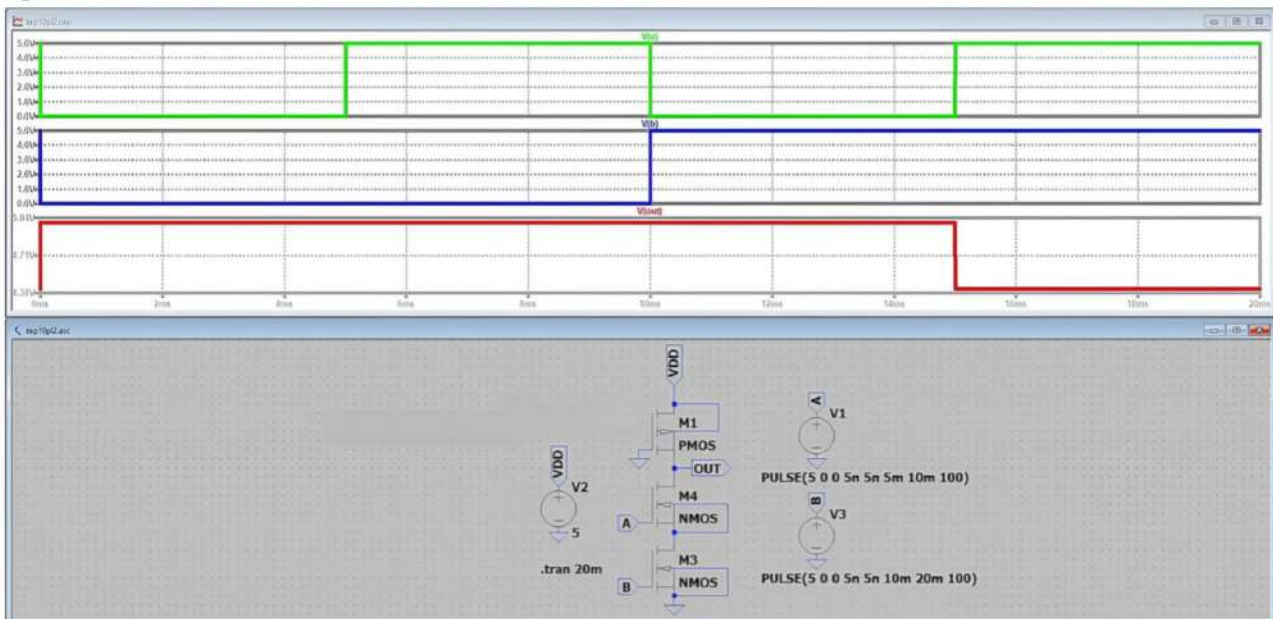 V(a)
5.0V
4.0V
3.0V
2.0V
1.0V
0.0V
V(b)
5.0V
4.0V
3.0V
2.0V
1.0V
0.0V
V(out)
0ms 2ms 4ms 6ms 8ms 10ms 12ms 14ms 16ms 18ms 20ms
VDD
M1
PMOS
OUT
A
V1
PULSE(5 0 0 5n 5n 5m 10m 100)
VDD
V2
5
M4
A
NMOS
B
V3
.tran 20m
M3
B
NMOS
PULSE(5 0 0 5n 5n 10m 20m 100)